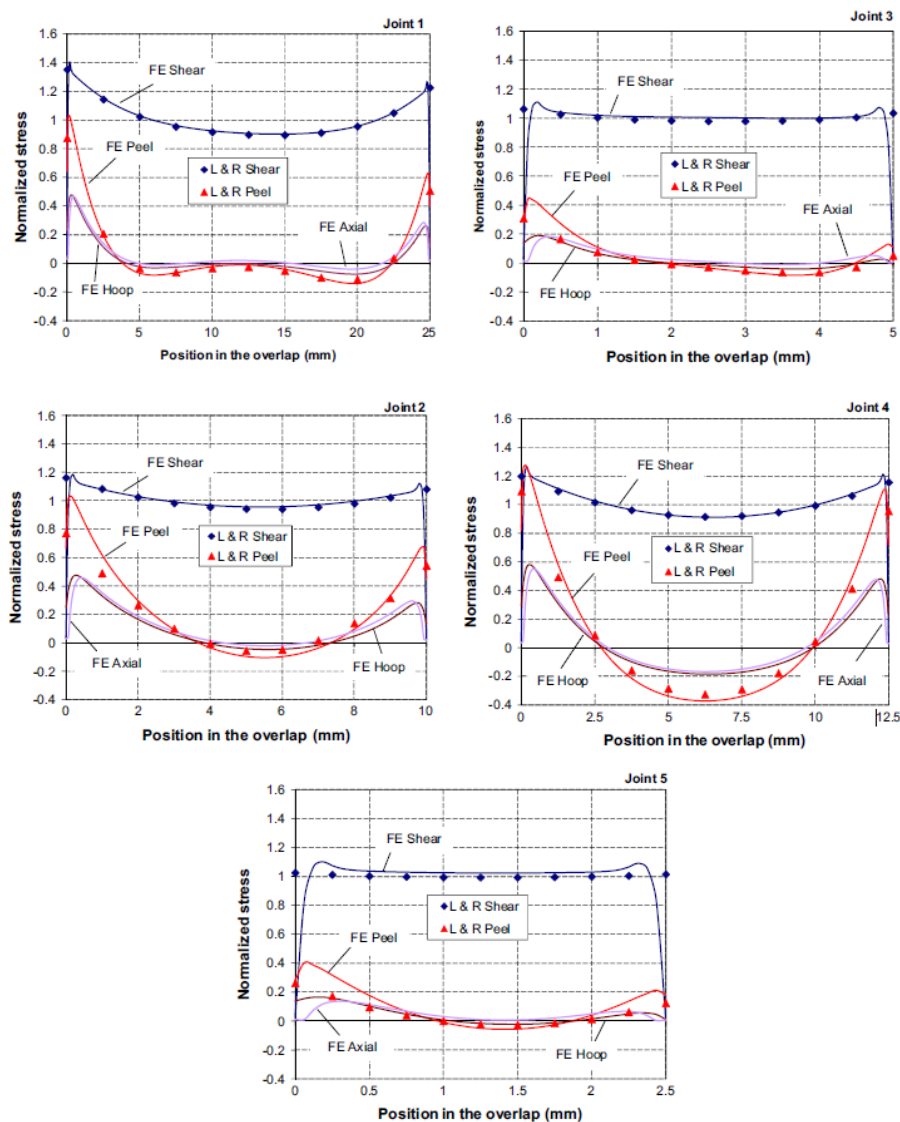 Joint 1
1.6
1.4
1.2
1
0.8
0.6
0.4
0.2
0
-0.2
-0.4
Normalized stress
FE Shear
FE Peel
L & R Shear
L & R Peel
FE Axial
FE Hoop
0 5 10 15 20 25
Position in the overlap (mm)
Joint 3
1.6
1.4
1.2
1
0.8
0.6
0.4
0.2
0
-0.2
-0.4
Normalized stress
FE Shear
L & R Shear
L & R Peel
FE Peel
FE Axial
FE Hoop
0 1 2 3 4 5
Position in the overlap (mm)
Joint 2
1.6
1.4
1.2
1
0.8
0.6
0.4
0.2
0
-0.2
-0.4
Normalized stress
FE Shear
FE Peel
L & R Shear
L & R Peel
FE Axial
FE Hoop
0 2 4 6 8 10
Position in the overlap (mm)
Joint 4
1.6
1.4
1.2
1
0.8
0.6
0.4
0.2
0
-0.2
-0.4
Normalized stress
FE Shear
FE Peel
L & R Shear
L & R Peel
FE Hoop
FE Axial
0 2.5 5 7.5 10 12.5
Position in the overlap (mm)
Joint 5
1.6
1.4
1.2
1
0.8
0.6
0.4
0.2
0
-0.2
-0.4
Normalized stress
FE Shear
L & R Shear
L & R Peel
FE Peel
FE Axial
FE Hoop
0 0.5 1 1.5 2 2.5
Position in the overlap (mm)